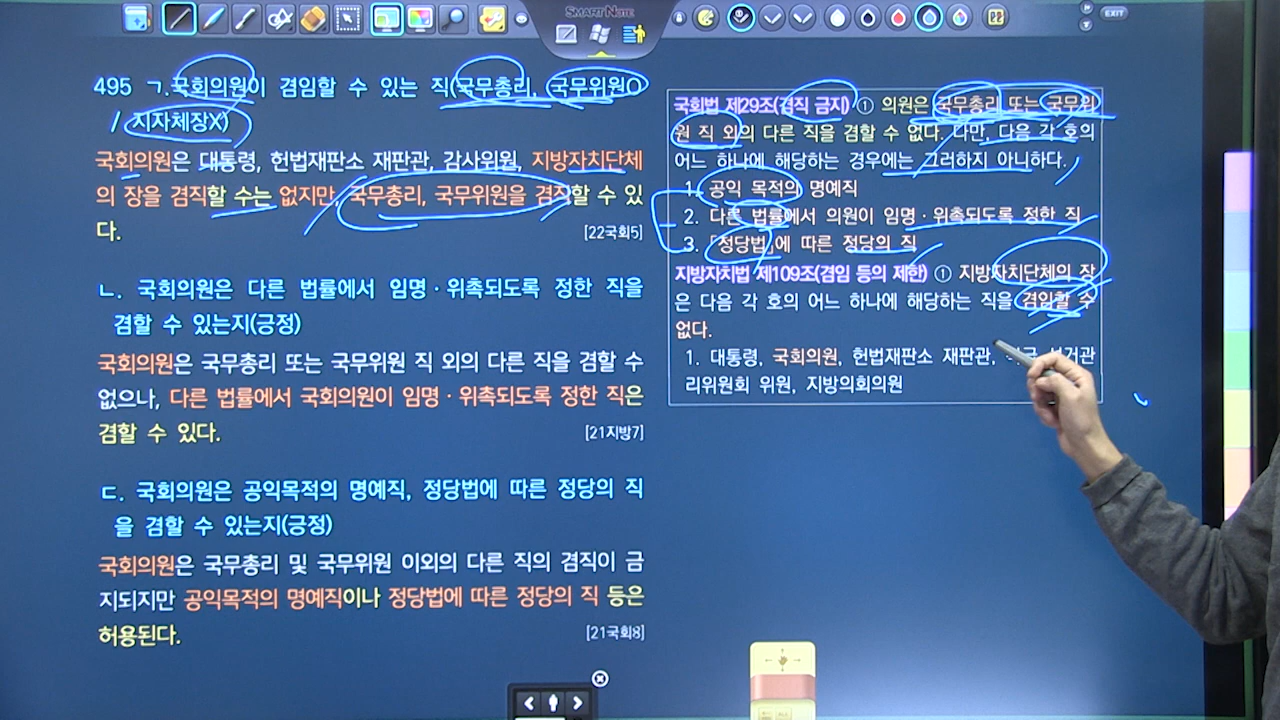 SMART NOTE
EXIT
495 ㄱ.국회의원이 겸임할 수 있는 직(국무총리, 국무위원O
/ 지자체장X)
국회의원은 대통령, 헌법재판소 재판관, 감사위원, 지방자치단체
의 장을 겸직할 수는 없지만, 국무총리, 국무위원을 겸직할 수 있
다. [22국회5]
ㄴ. 국회의원은 다른 법률에서 임명·위촉되도록 정한 직을
겸할 수 있는지(긍정)
국회의원은 국무총리 또는 국무위원 직 외의 다른 직을 겸할 수
없으나, 다른 법률에서 국회의원이 임명·위촉되도록 정한 직은
겸할 수 있다. [21지방7]
ㄷ. 국회의원은 공익목적의 명예직, 정당법에 따른 정당의 직
을 겸할 수 있는지(긍정)
국회의원은 국무총리 및 국무위원 이외의 다른 직의 겸직이 금
지되지만 공익목적의 명예직이나 정당법에 따른 정당의 직 등은
허용된다. [21국회8]
국회법 제29조(겸직 금지) ① 의원은 국무총리 또는 국무위
원 직 외의 다른 직을 겸할 수 없다. 다만, 다음 각 호의
어느 하나에 해당하는 경우에는 그러하지 아니하다.
1. 공익 목적의 명예직
2. 다른 법률에서 의원이 임명·위촉되도록 정한 직
3. 「정당법」에 따른 정당의 직
지방자치법 제109조(겸임 등의 제한) ① 지방자치단체의 장
은 다음 각 호의 어느 하나에 해당하는 직을 겸임할 수
없다.
1. 대통령, 국회의원, 헌법재판소 재판관, 선거관
리위원회 위원, 지방의회의원